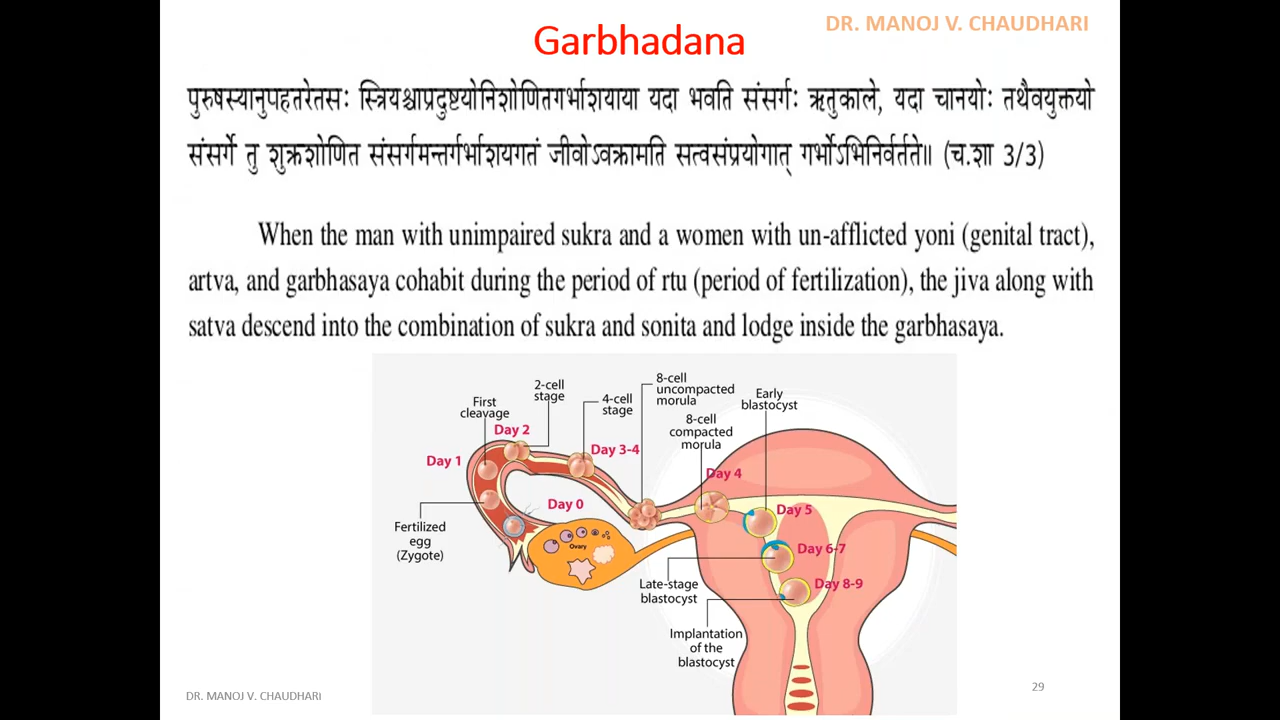 Garbhadana
DR. MANOJ V. CHAUDHARI
पुरुषस्यानुपहतरेतसः स्त्रियश्चाप्रदुष्टयोनिशोणितगर्भाशयाया यदा भवति संसर्गः ऋतुकाले, यदा चानयोः तथैवयुक्तयो
संसर्गे तु शुक्रशोणित संसर्गमन्तर्गर्भाशयगतं जीवोऽवक्रामति सत्वसंप्रयोगात् गर्भोऽभिनिर्वर्तते॥ (च.शा 3/3)
When the man with unimpaired sukra and a women with un-afflicted yoni (genital tract),
artva, and garbhasaya cohabit during the period of rtu (period of fertilization), the jiva along with
satva descend into the combination of sukra and sonita and lodge inside the garbhasaya.
First
cleavage
2-cell
stage
4-cell
stage
8-cell
uncompacted
morula
8-cell
compacted
morula
Early
blastocyst
Day 1
Day 2
Day 3-4
Day 4
Day 0
Day 5
Day 6-7
Day 8-9
Fertilized
egg
(Zygote)
Ovary
Late-stage
blastocyst
Implantation
of the
blastocyst
DR. MANOJ V. CHAUDHARI
29